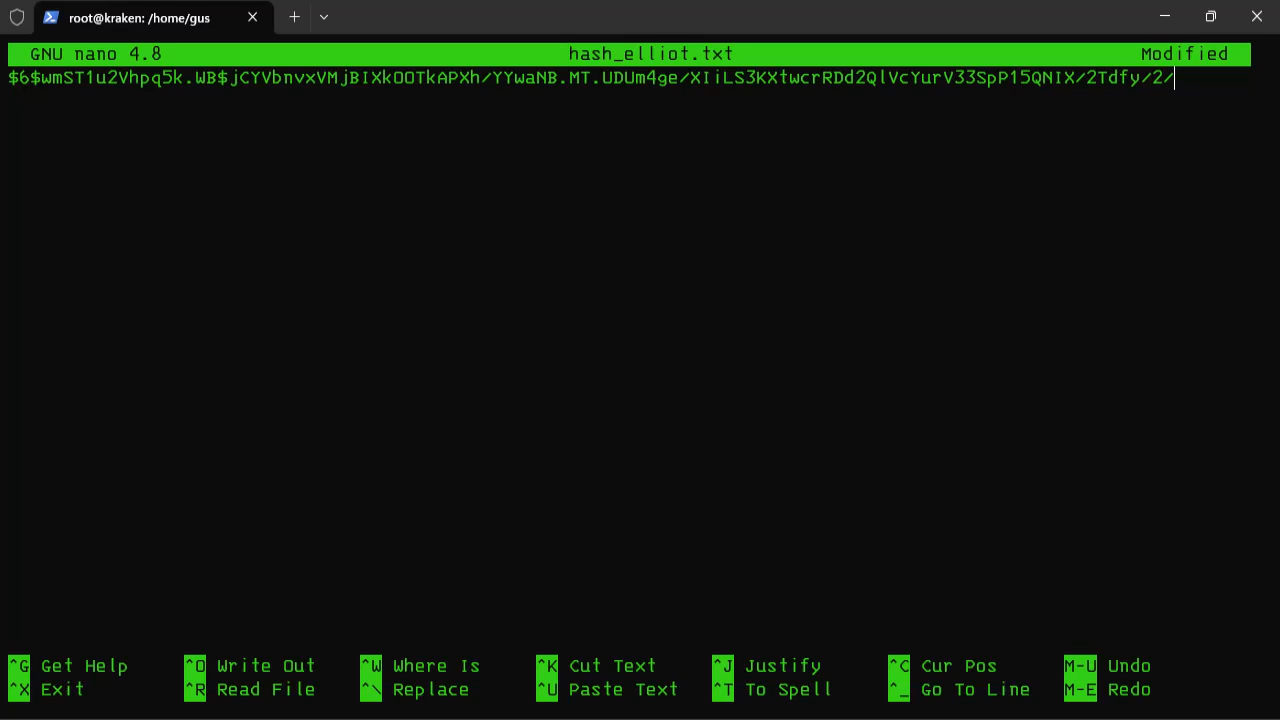 root@kraken: /home/gus
GNU nano 4.8 hash_elliot.txt Modified
$6$wmST1u2Vhpq5k.WB$jCYVbnvxVMjBIXkOOTkAPXh/YYwaNB.MT.UDUm4ge/XIiLS3KXtwcrRDd2QlVcYurV33SpP15QNIX/2Tdfy/2/
^G Get Help ^O Write Out ^W Where Is ^K Cut Text ^J Justify ^C Cur Pos M-U Undo
^X Exit ^R Read File ^\ Replace ^U Paste Text ^T To Spell ^_ Go To Line M-E Redo